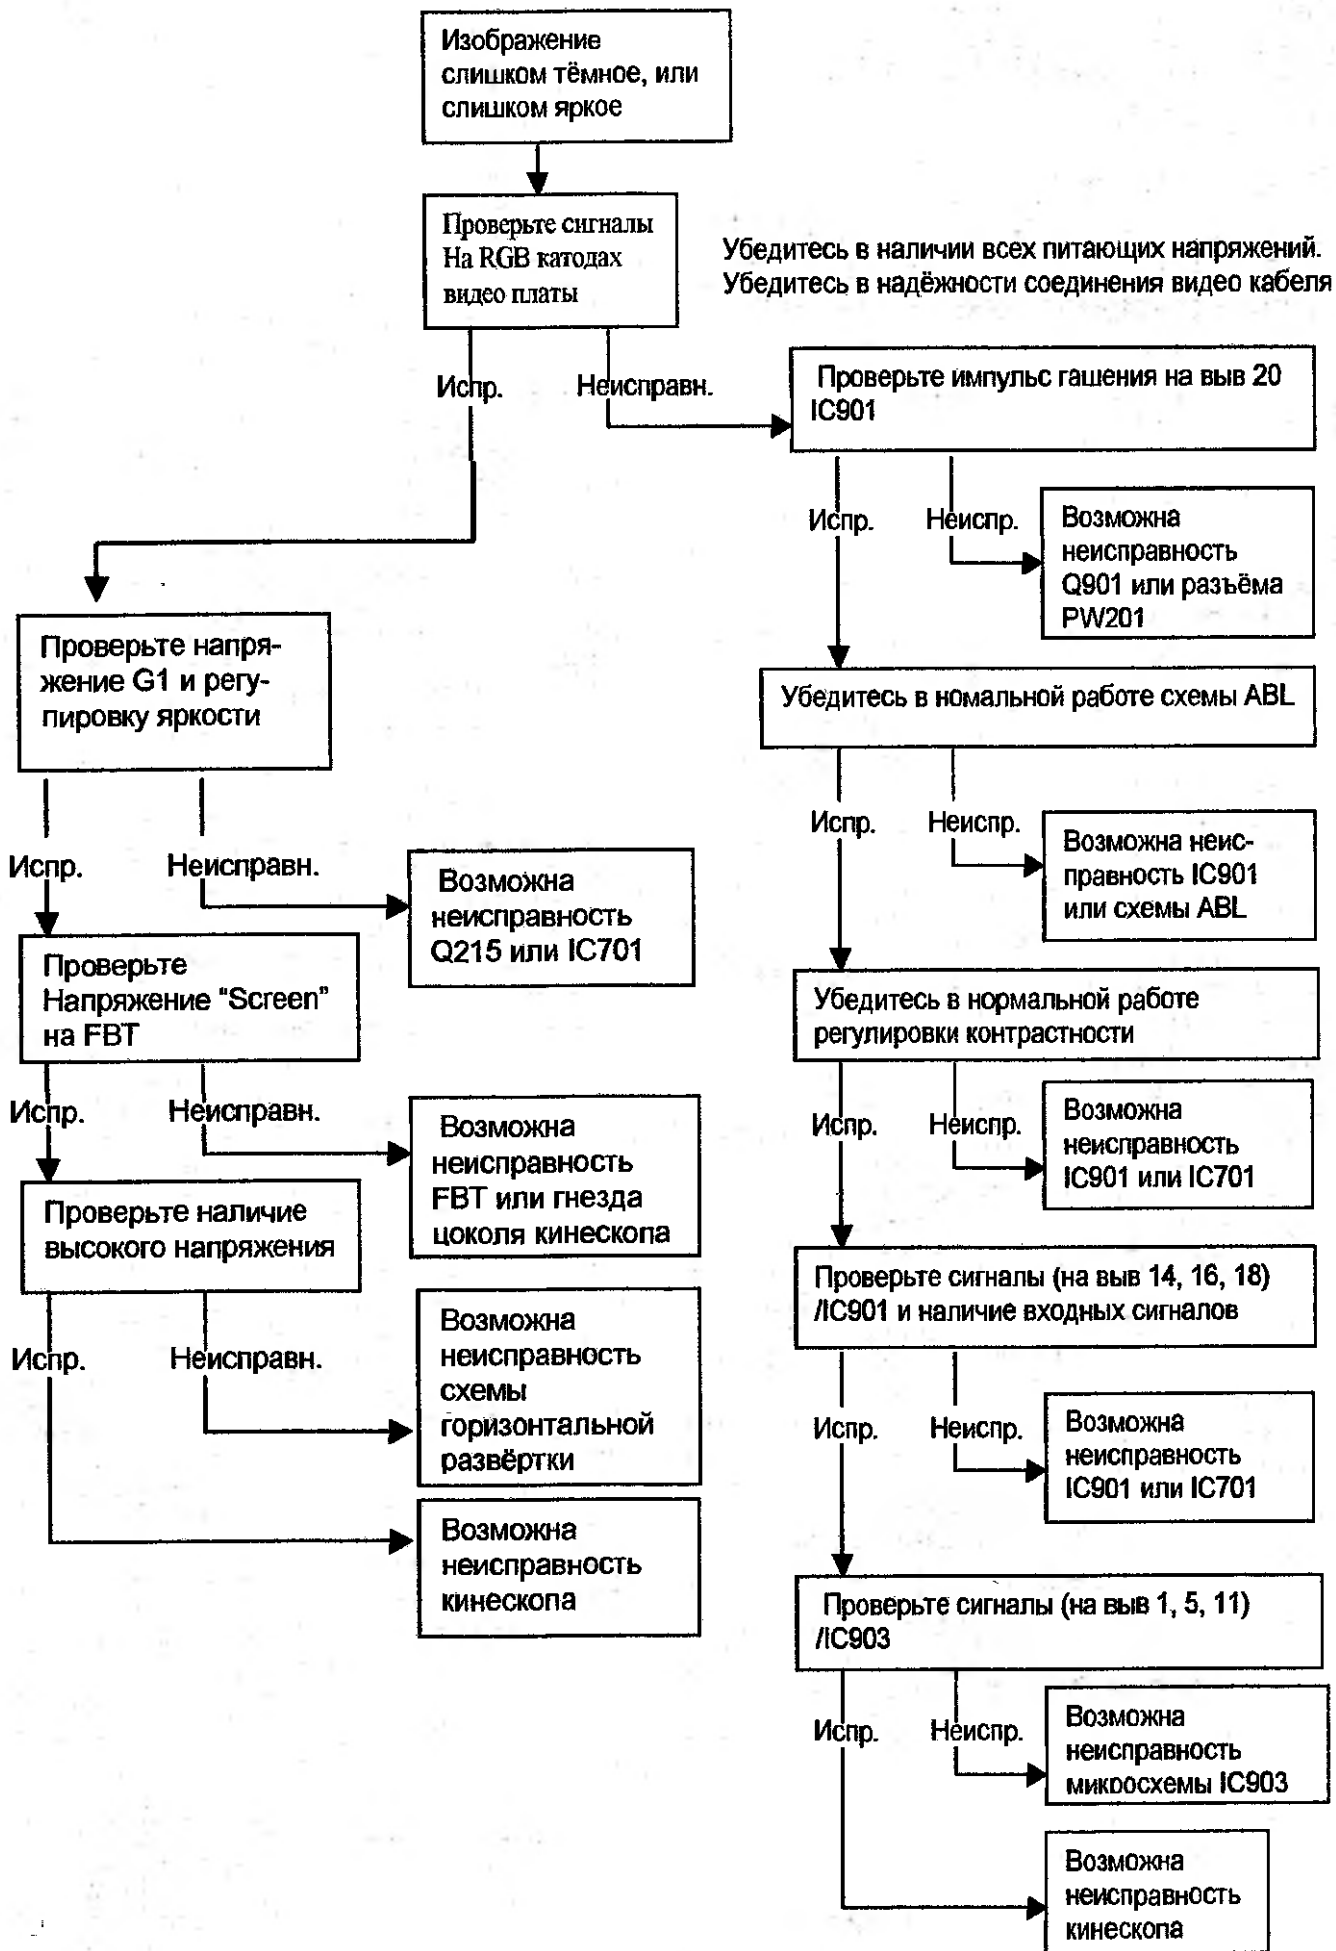 Изображение
слишком тёмное, или
слишком яркое
Проверьте сигналы
На RGB катодах
видео платы
Убедитесь в наличии всех питающих напряжений.
Убедитесь в надёжности соединения видео кабеля
Испр.
Неисправн.
Проверьте импульс гашения на выв 20
IC901
Испр.
Неиспр.
Возможна
неисправность
Q901 или разъёма
PW201
Проверьте напря-
жение G1 и регу-
пировку яркости
Убедитесь в номальной работе схемы ABL
Испр.
Неисправн.
Возможна
неисправность
Q215 или IC701
Испр.
Неиспр.
Возможна неис-
правность IC901
или схемы ABL
Проверьте
Напряжение “Screen”
на FBT
Убедитесь в нормальной работе
регулировки контрастности
Испр.
Неисправн.
Возможна
неисправность
FBT или гнезда
цоколя кинескопа
Испр.
Неиспр.
Возможна
неисправность
IC901 или IC701
Проверьте наличие
высокого напряжения
Проверьте сигналы (на выв 14, 16, 18)
/IC901 и наличие входных сигналов
Испр.
Неисправн.
Возможна
неисправность
схемы
горизонтальной
развёртки
Испр.
Неиспр.
Возможна
неисправность
IC901 или IC701
Возможна
неисправность
кинескопа
Проверьте сигналы (на выв 1, 5, 11)
/IC903
Испр.
Неиспр.
Возможна
неисправность
микросхемы IC903
Возможна
неисправность
кинескопа